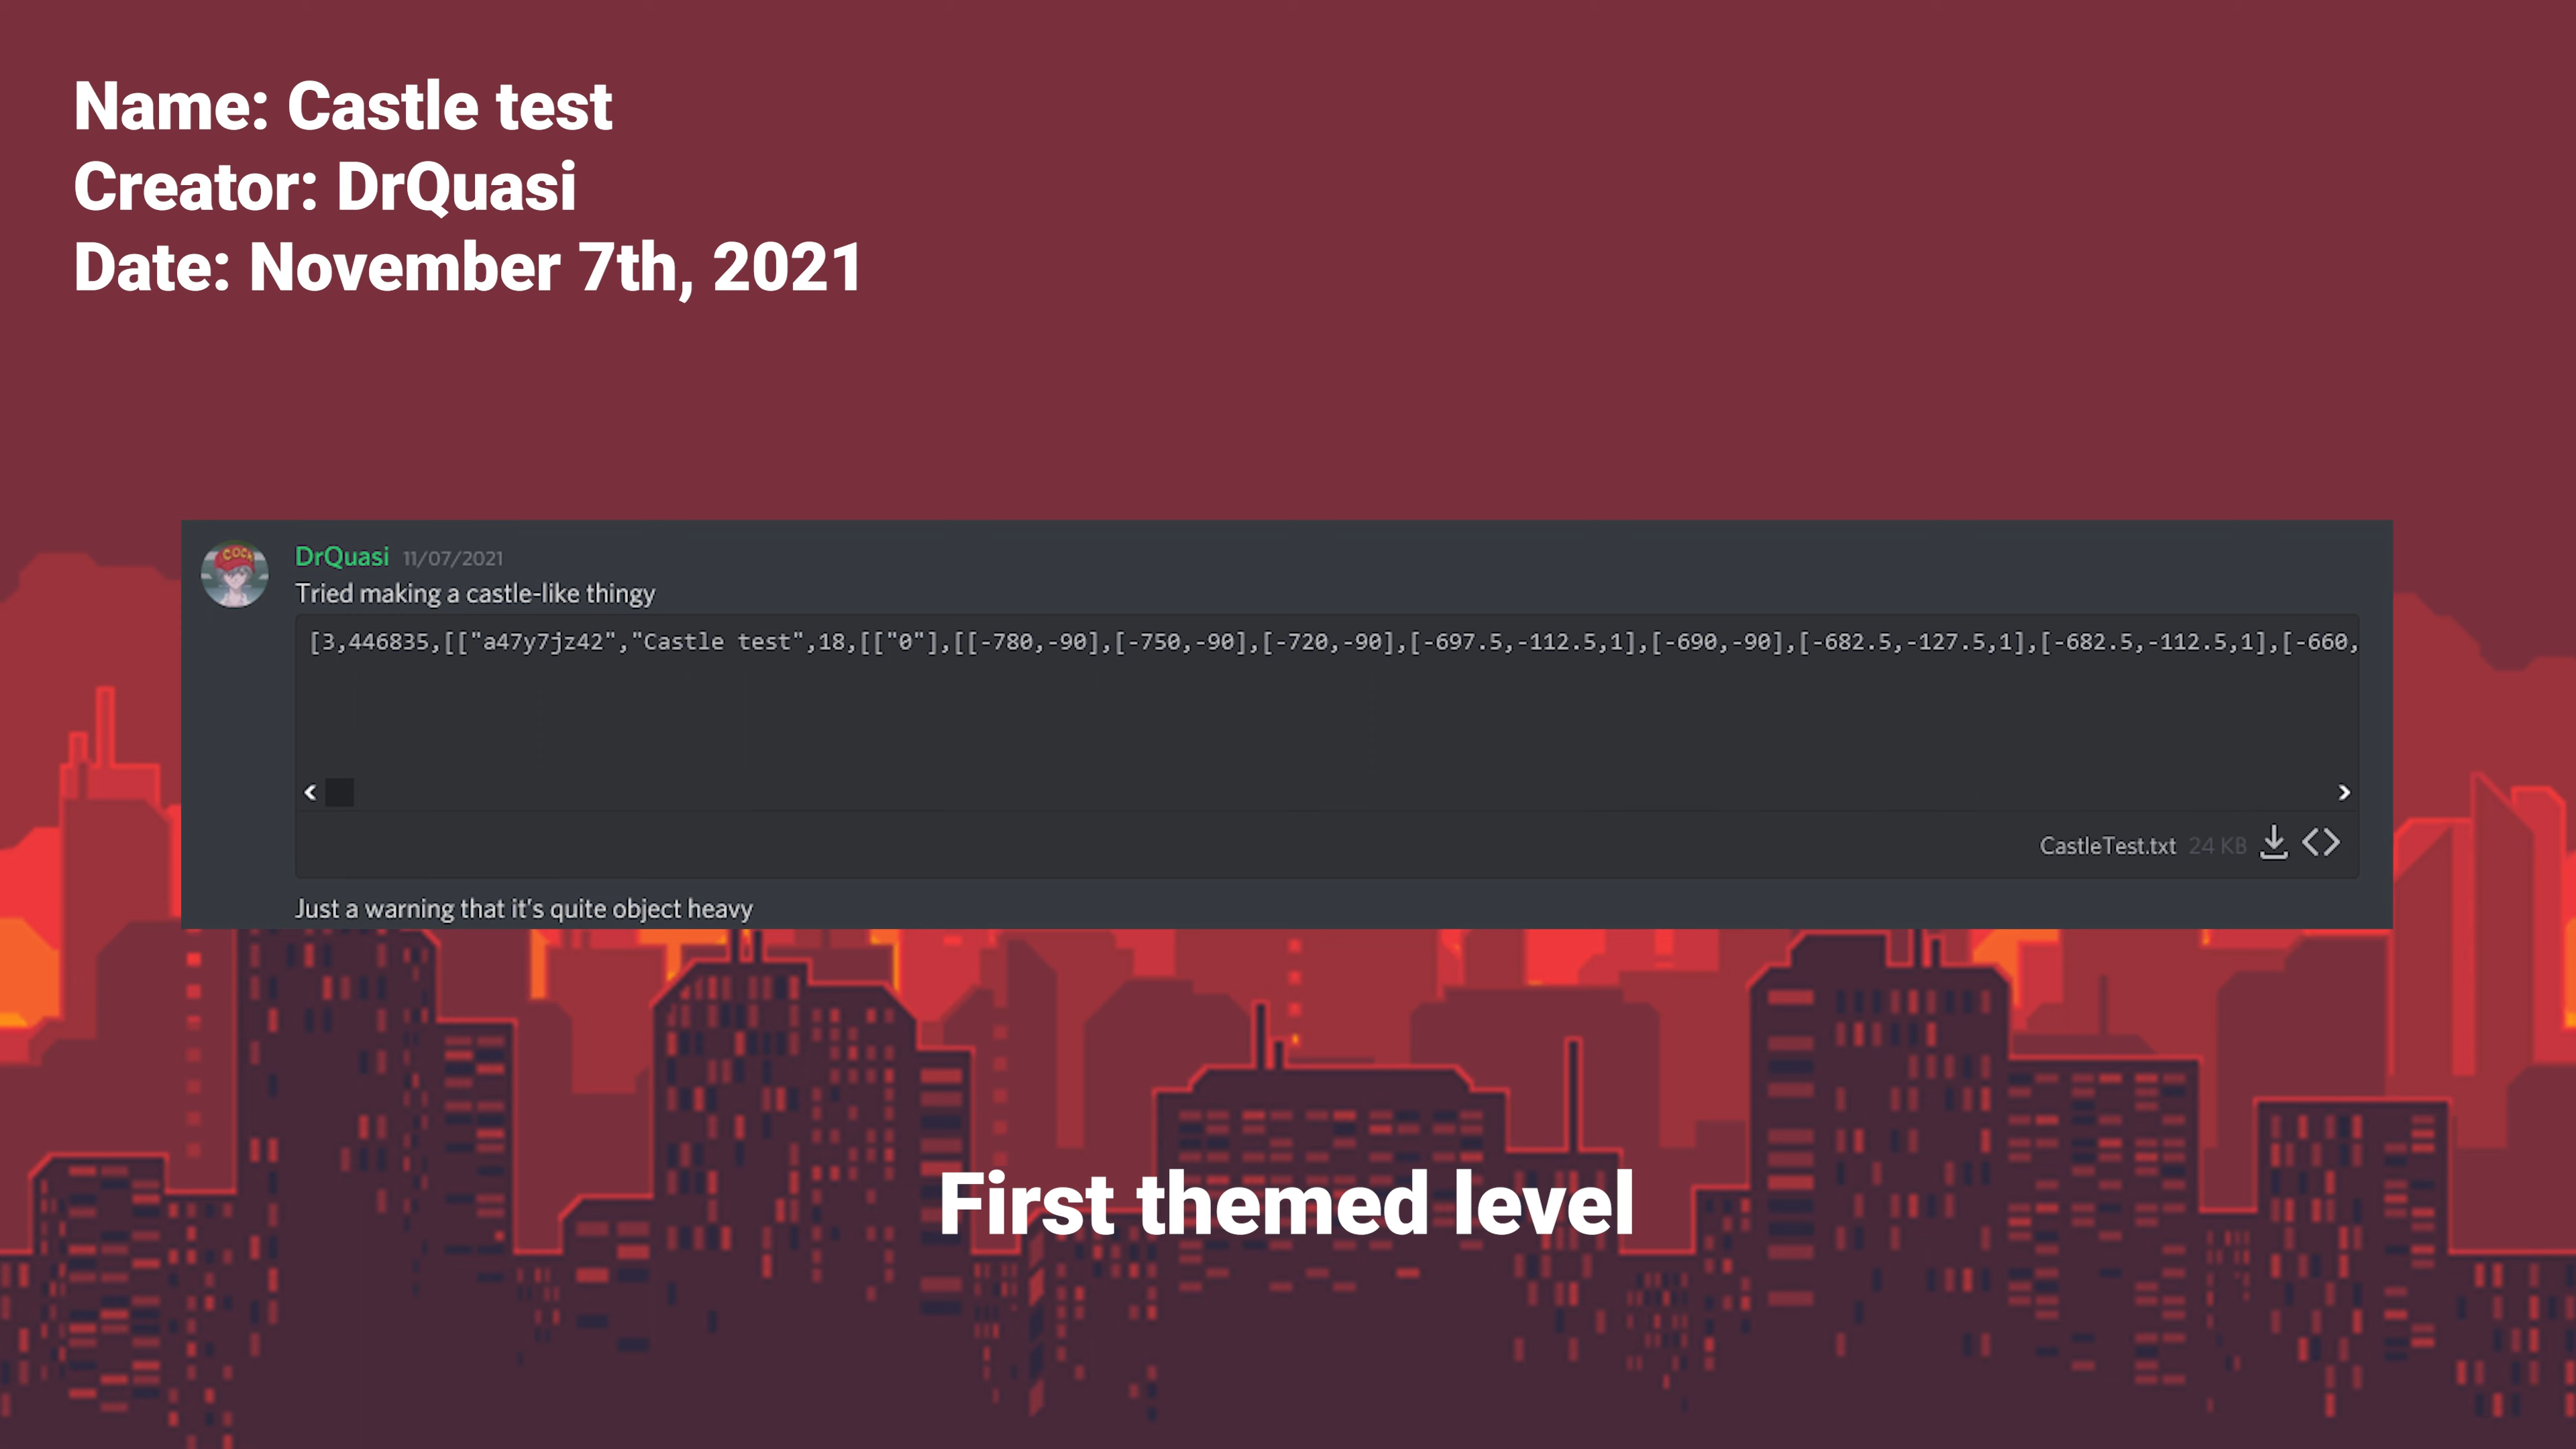 Name: Castle test
Creator: DrQuasi
Date: November 7th, 2021
COCK
DrQuasi 11/07/2021
Tried making a castle-like thingy
[3,446835,[["a47y7jz42","Castle test",18,[["0"],[[-780,-90],[-750,-90],[-720,-90],[-697.5,-112.5,1],[-690,-90],[-682.5,-127.5,1],[-682.5,-112.5,1],[-660,
CastleTest.txt 24 KB
Just a warning that it's quite object heavy
First themed level